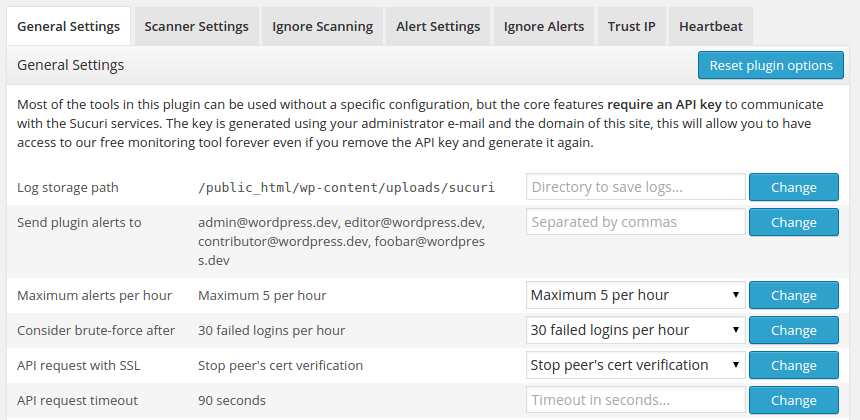 General Settings Scanner Settings Ignore Scanning Alert Settings Ignore Alerts Trust IP Heartbeat
General Settings Reset plugin options
Most of the tools in this plugin can be used without a specific configuration, but the core features require an API key to communicate
with the Sucuri services. The key is generated using your administrator e-mail and the domain of this site, this will allow you to have
access to our free monitoring tool forever even if you remove the API key and generate it again.
Log storage path /public_html/wp-content/uploads/sucuri Directory to save logs... Change
Send plugin alerts to admin@wordpress.dev, editor@wordpress.dev, Separated by commas Change
contributor@wordpress.dev, foobar@wordpres
s.dev
Maximum alerts per hour Maximum 5 per hour Maximum 5 per hour Change
Consider brute-force after 30 failed logins per hour 30 failed logins per hour Change
API request with SSL Stop peer's cert verification Stop peer's cert verification Change
API request timeout 90 seconds Timeout in seconds... Change